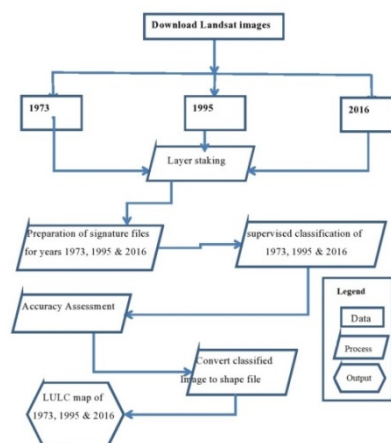 Download Landsat images
1973
1995
2016
Layer staking
Preparation of signature files
for years 1973, 1995 & 2016
supervised classification of
1973, 1995 & 2016
Accuracy Assessment
Convert classified
Image to shape file
LULC map of
1973, 1995 & 2016
Legend
Data
Process
Output